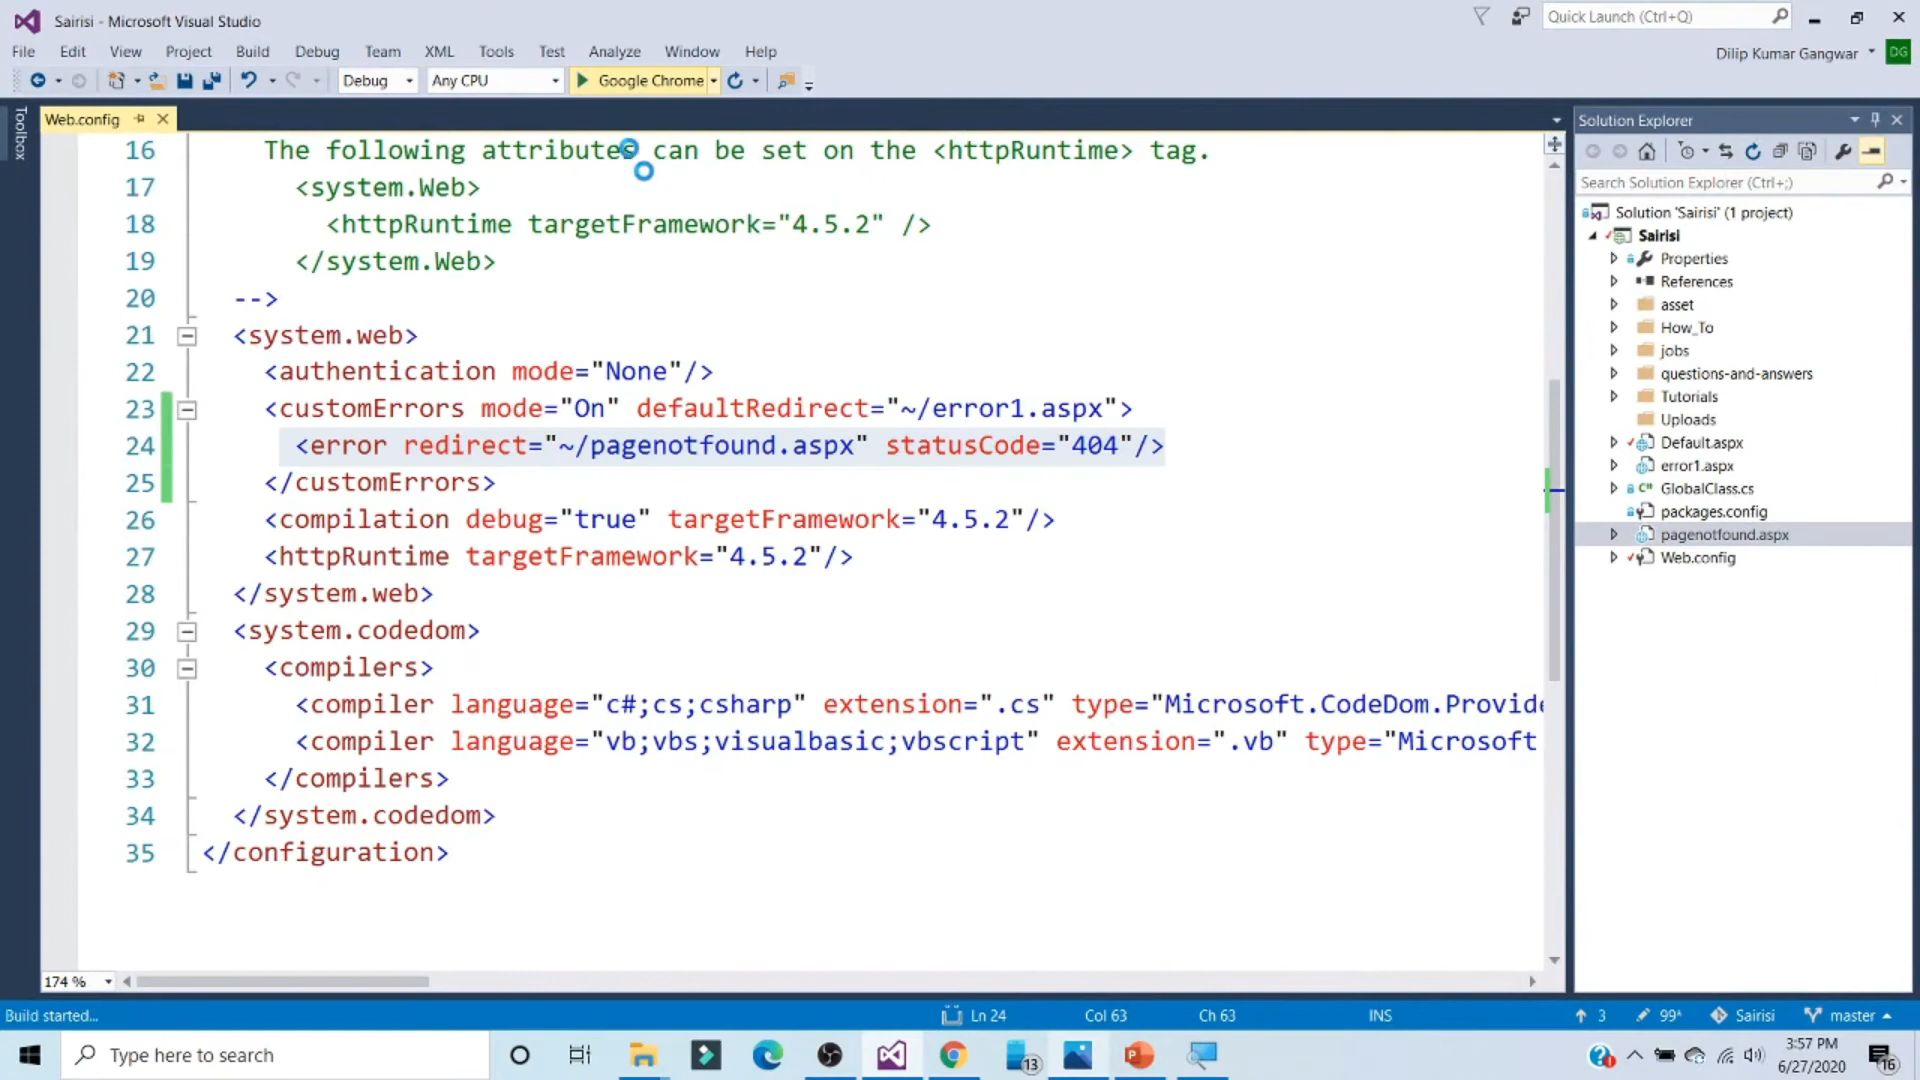 Sairisi - Microsoft Visual Studio
Quick Launch (Ctrl+Q)
File Edit View Project Build Debug Team XML Tools Test Analyze Window Help
Dilip Kumar Gangwar DG
Debug Any CPU Google Chrome
Toolbox
Web.config
16 The following attributes can be set on the <httpRuntime> tag.
17 <system.Web>
18 <httpRuntime targetFramework="4.5.2" />
19 </system.Web>
20 -->
21 <system.web>
22 <authentication mode="None"/>
23 <customErrors mode="On" defaultRedirect="~/error1.aspx">
24 <error redirect="~/pagenotfound.aspx" statusCode="404"/>
25 </customErrors>
26 <compilation debug="true" targetFramework="4.5.2"/>
27 <httpRuntime targetFramework="4.5.2"/>
28 </system.web>
29 <system.codedom>
30 <compilers>
31 <compiler language="c#;cs;csharp" extension=".cs" type="Microsoft.CodeDom.Provide
32 <compiler language="vb;vbs;visualbasic;vbscript" extension=".vb" type="Microsoft
33 </compilers>
34 </system.codedom>
35 </configuration>
174 %
Solution Explorer
Search Solution Explorer (Ctrl+;)
Solution 'Sairisi' (1 project)
Sairisi
Properties
References
asset
How_To
jobs
questions-and-answers
Tutorials
Uploads
Default.aspx
error1.aspx
C# GlobalClass.cs
packages.config
pagenotfound.aspx
Web.config
Build started... Ln 24 Col 63 Ch 63 INS 3 99* Sairisi master
Type here to search
13
3:57 PM
6/27/2020
16